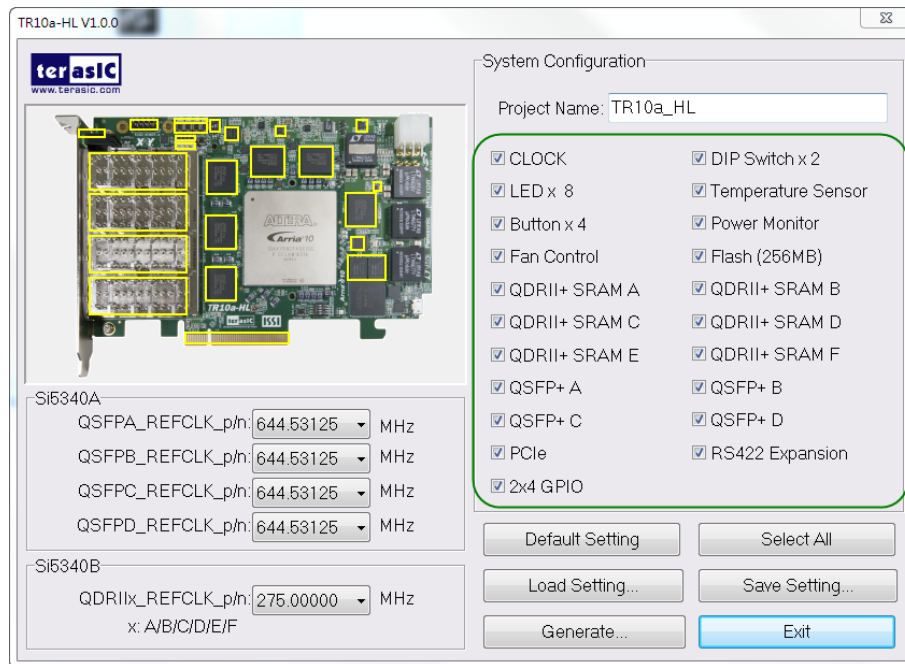 TR10a-HL V1.0.0
terasIC
www.terasic.com
X Y
ALTERA
Arria 10
TR10a-HL
terasIC ISSI
Arria 10
System Configuration
Project Name: TR10a_HL
CLOCK
DIP Switch x 2
LED x 8
Temperature Sensor
Button x 4
Power Monitor
Fan Control
Flash (256MB)
QDRII+ SRAM A
QDRII+ SRAM B
QDRII+ SRAM C
QDRII+ SRAM D
QDRII+ SRAM E
QDRII+ SRAM F
QSFP+ A
QSFP+ B
QSFP+ C
QSFP+ D
PCIe
RS422 Expansion
2x4 GPIO
Si5340A
QSFPA_REFCLK_p/n: 644.53125 MHz
QSFPB_REFCLK_p/n: 644.53125 MHz
QSFPC_REFCLK_p/n: 644.53125 MHz
QSFPD_REFCLK_p/n: 644.53125 MHz
Si5340B
QDRIIx_REFCLK_p/n: 275.00000 MHz
x: A/B/C/D/E/F
Default Setting
Select All
Load Setting...
Save Setting...
Generate...
Exit